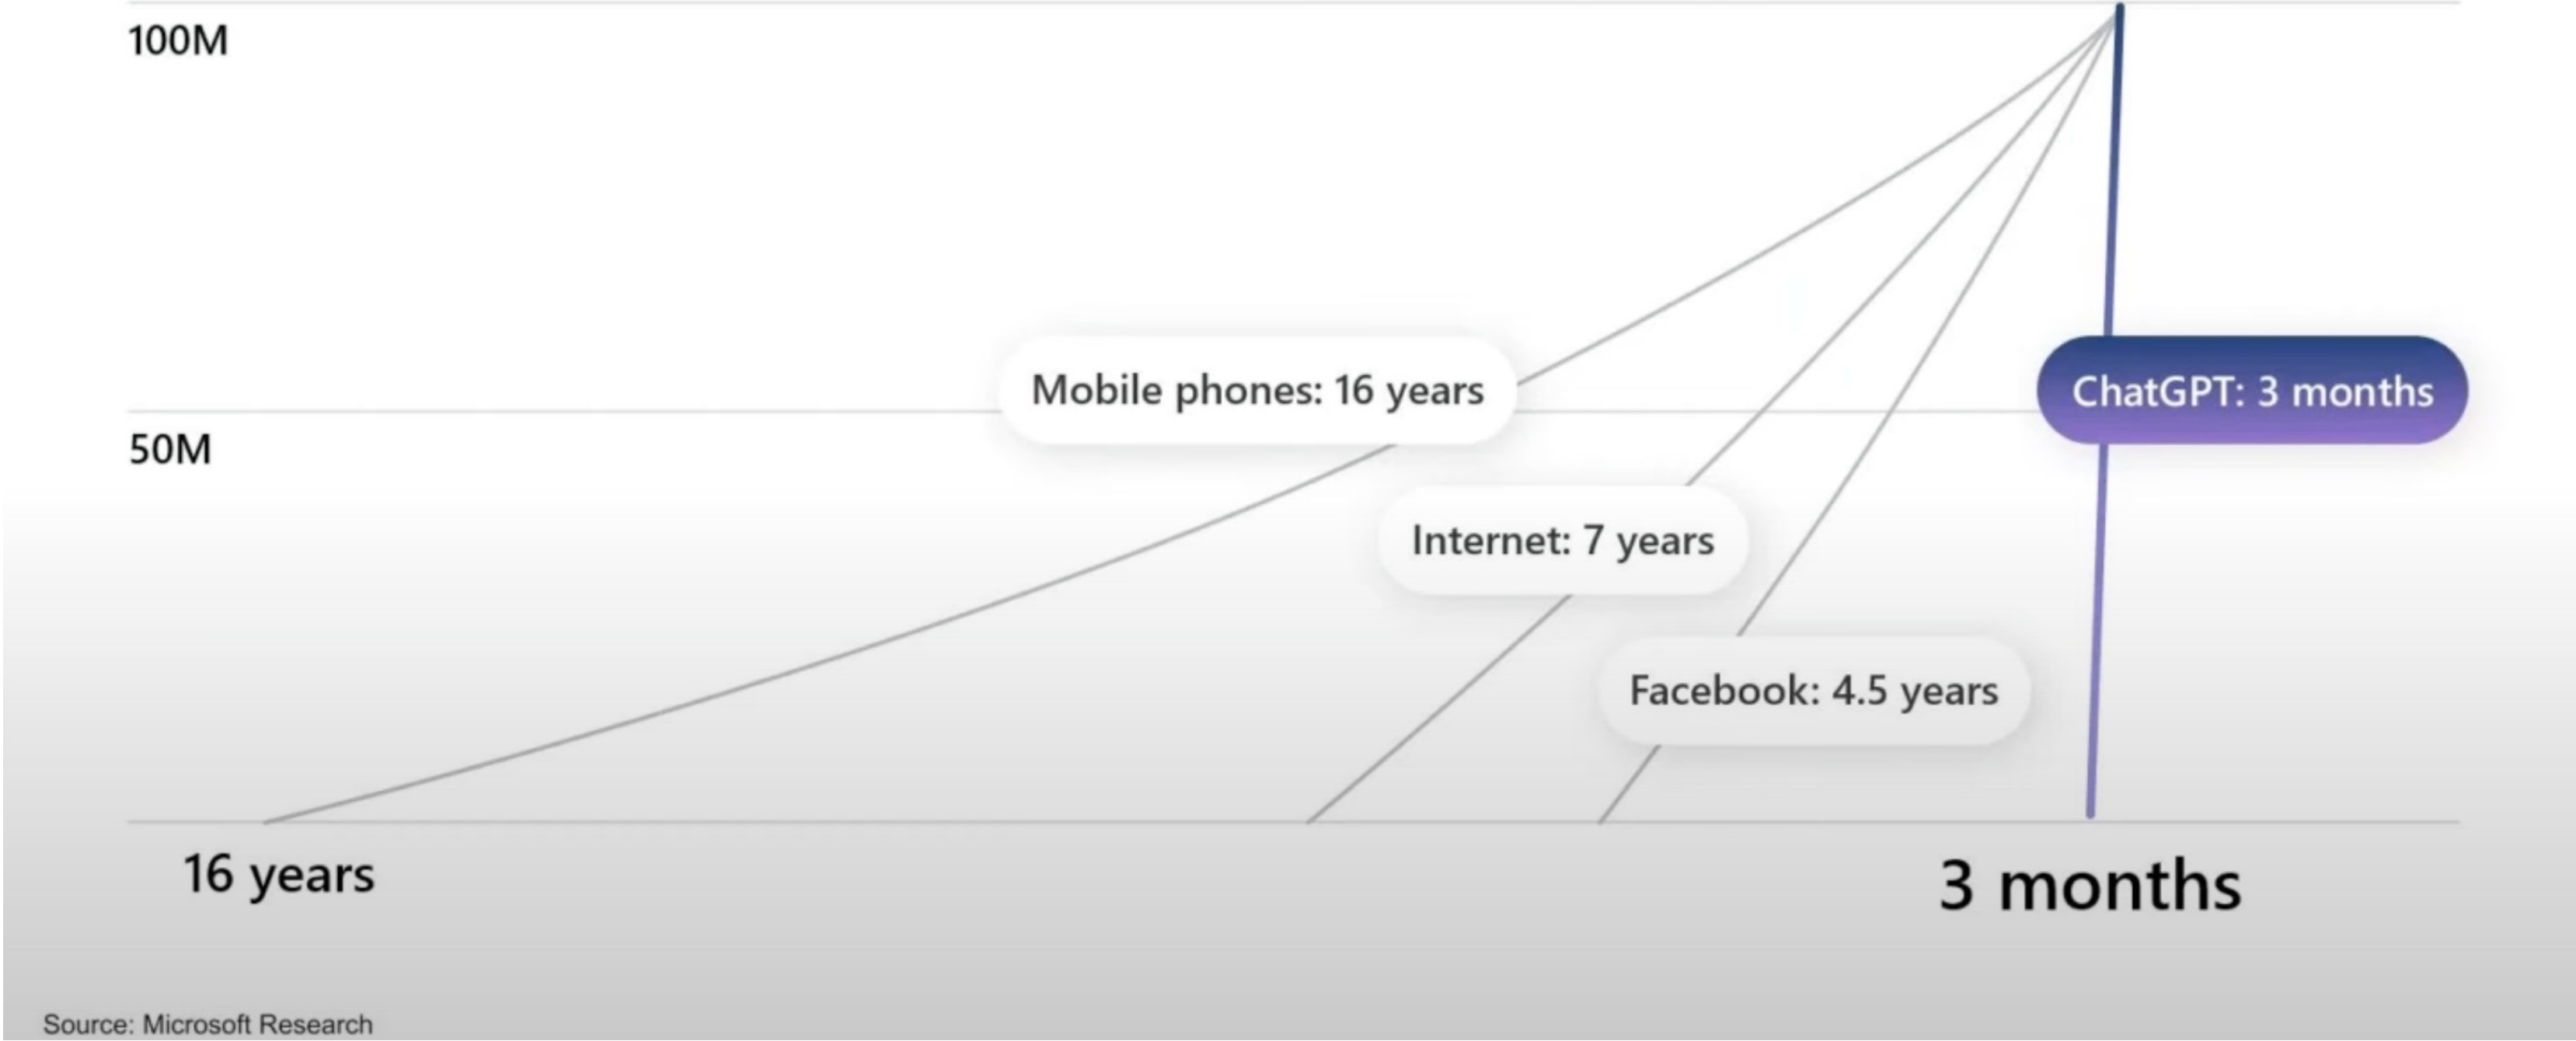 100M
50M
Mobile phones: 16 years
ChatGPT: 3 months
Internet: 7 years
Facebook: 4.5 years
16 years
3 months
Source: Microsoft Research